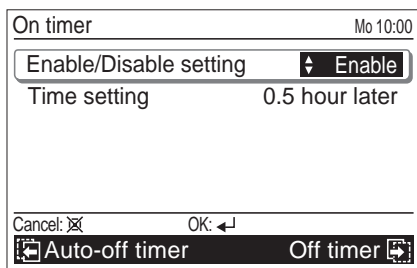 On timer Mo 10:00
Enable/Disable setting Enable
Time setting 0.5 hour later
Cancel: OK:
Auto-off timer Off timer